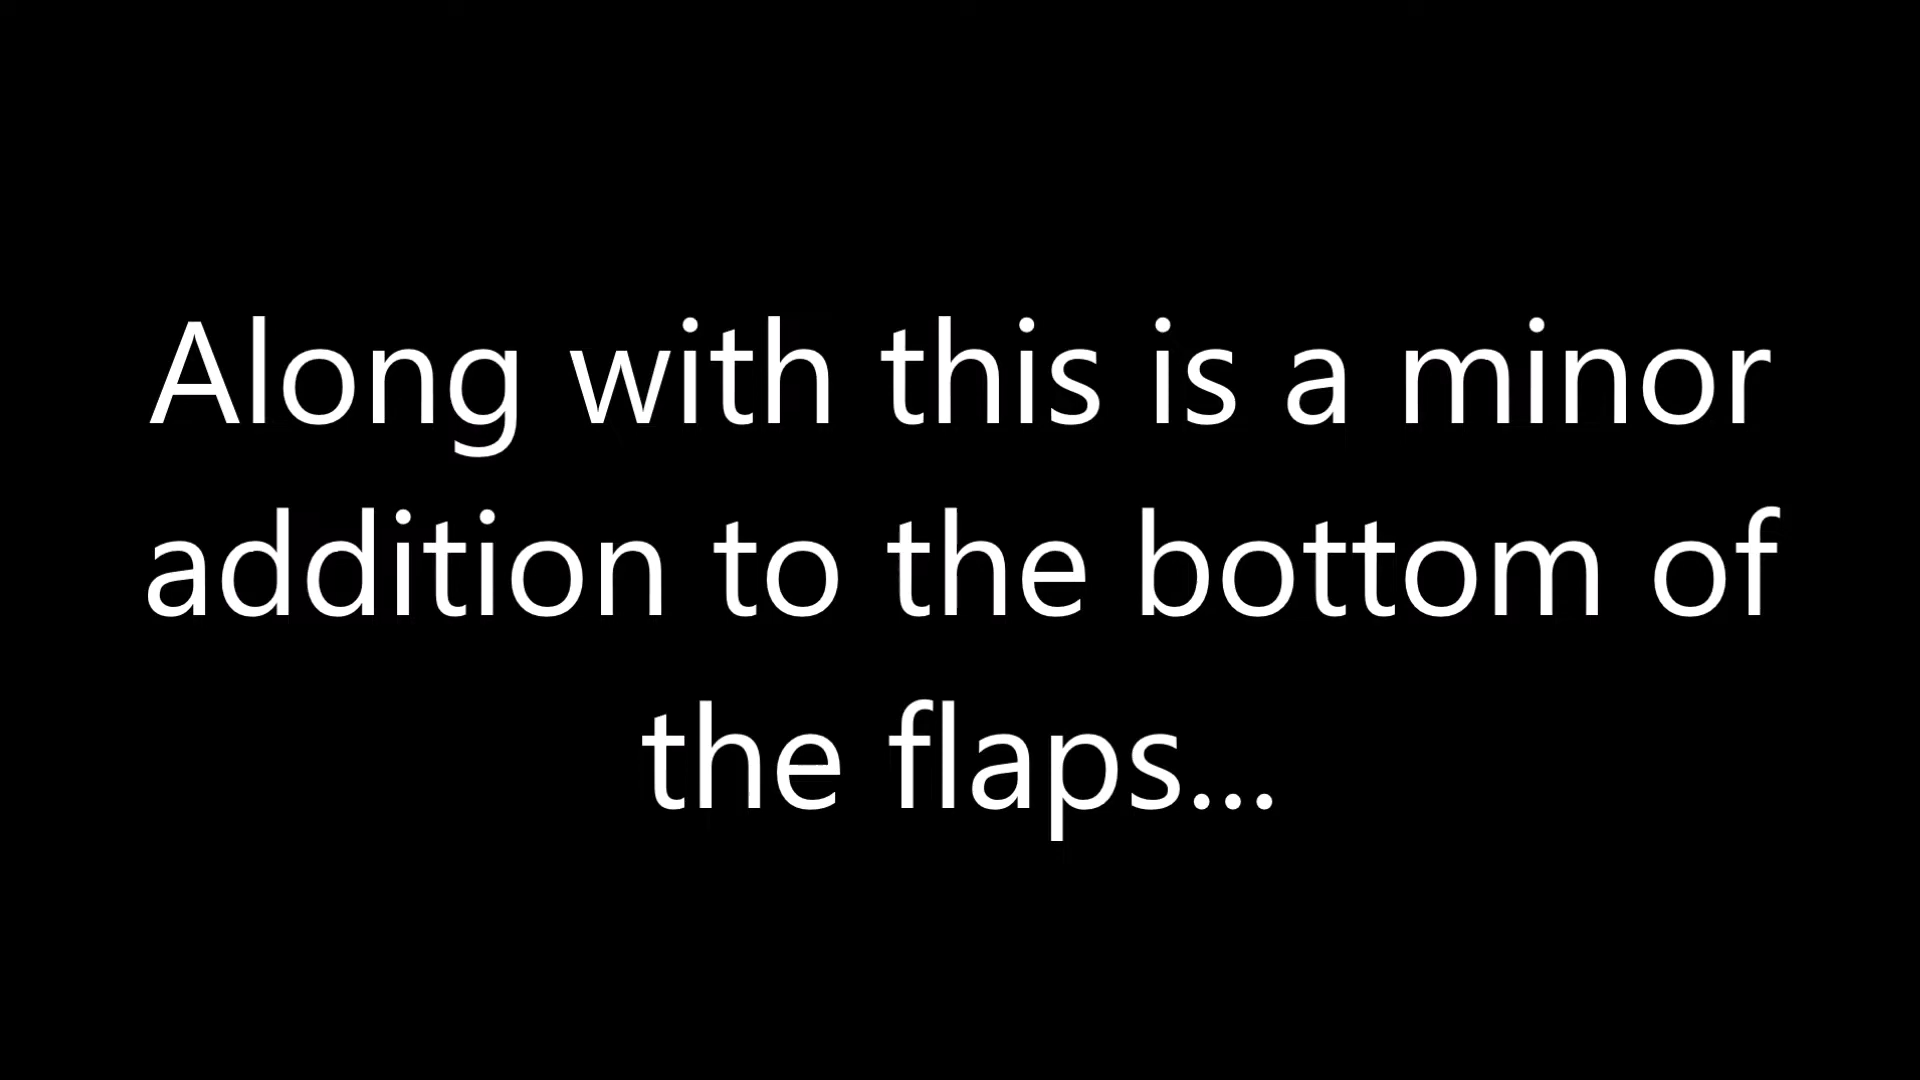 Along with this is a minor
addition to the bottom of
the flaps...